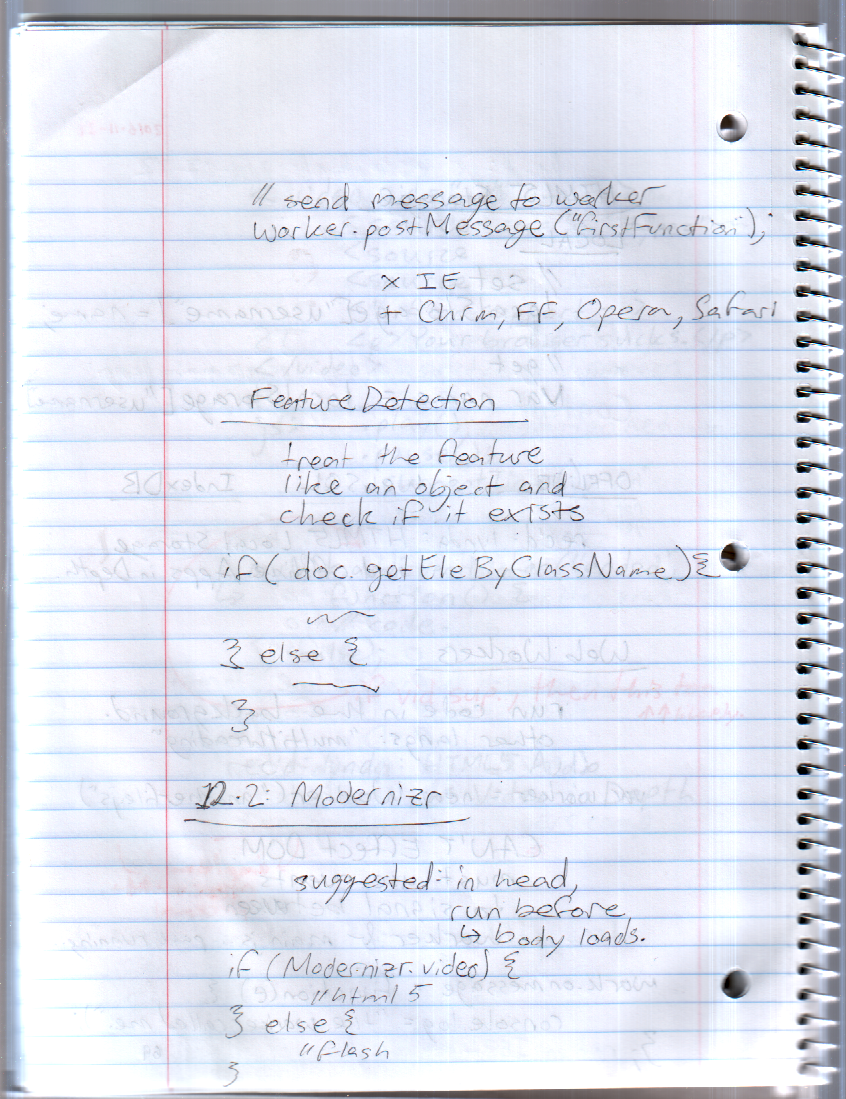 // send message to worker
worker.postMessage("firstFunction");
x IE
+ Chrm, FF, Opera, Safari
Feature Detection
treat the feature
like an object and
check if it exists
if( doc.getEleByClassName){
} else {
}
12.2: Modernizr
suggested: in head,
run before
↳ body loads.
if (Modernizr.video) {
//html5
} else {
//flash
}